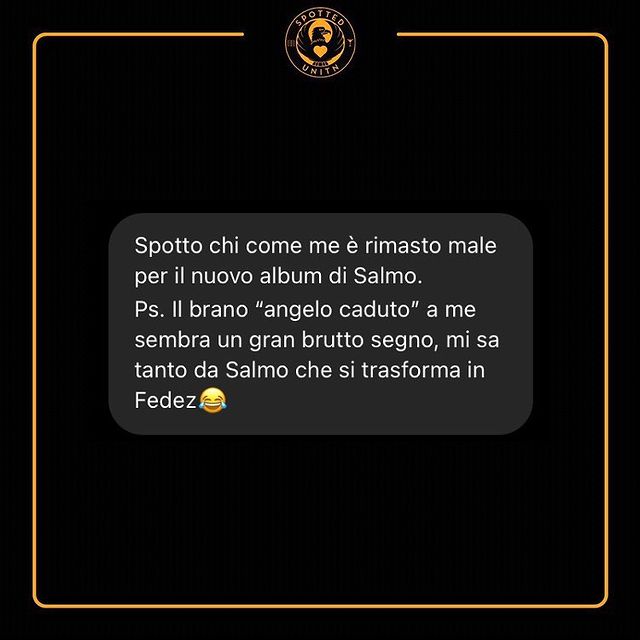 SPOTTED
UNITN
Spotto chi come me è rimasto male
per il nuovo album di Salmo.
Ps. Il brano “angelo caduto” a me
sembra un gran brutto segno, mi sa
tanto da Salmo che si trasforma in
Fedez😂